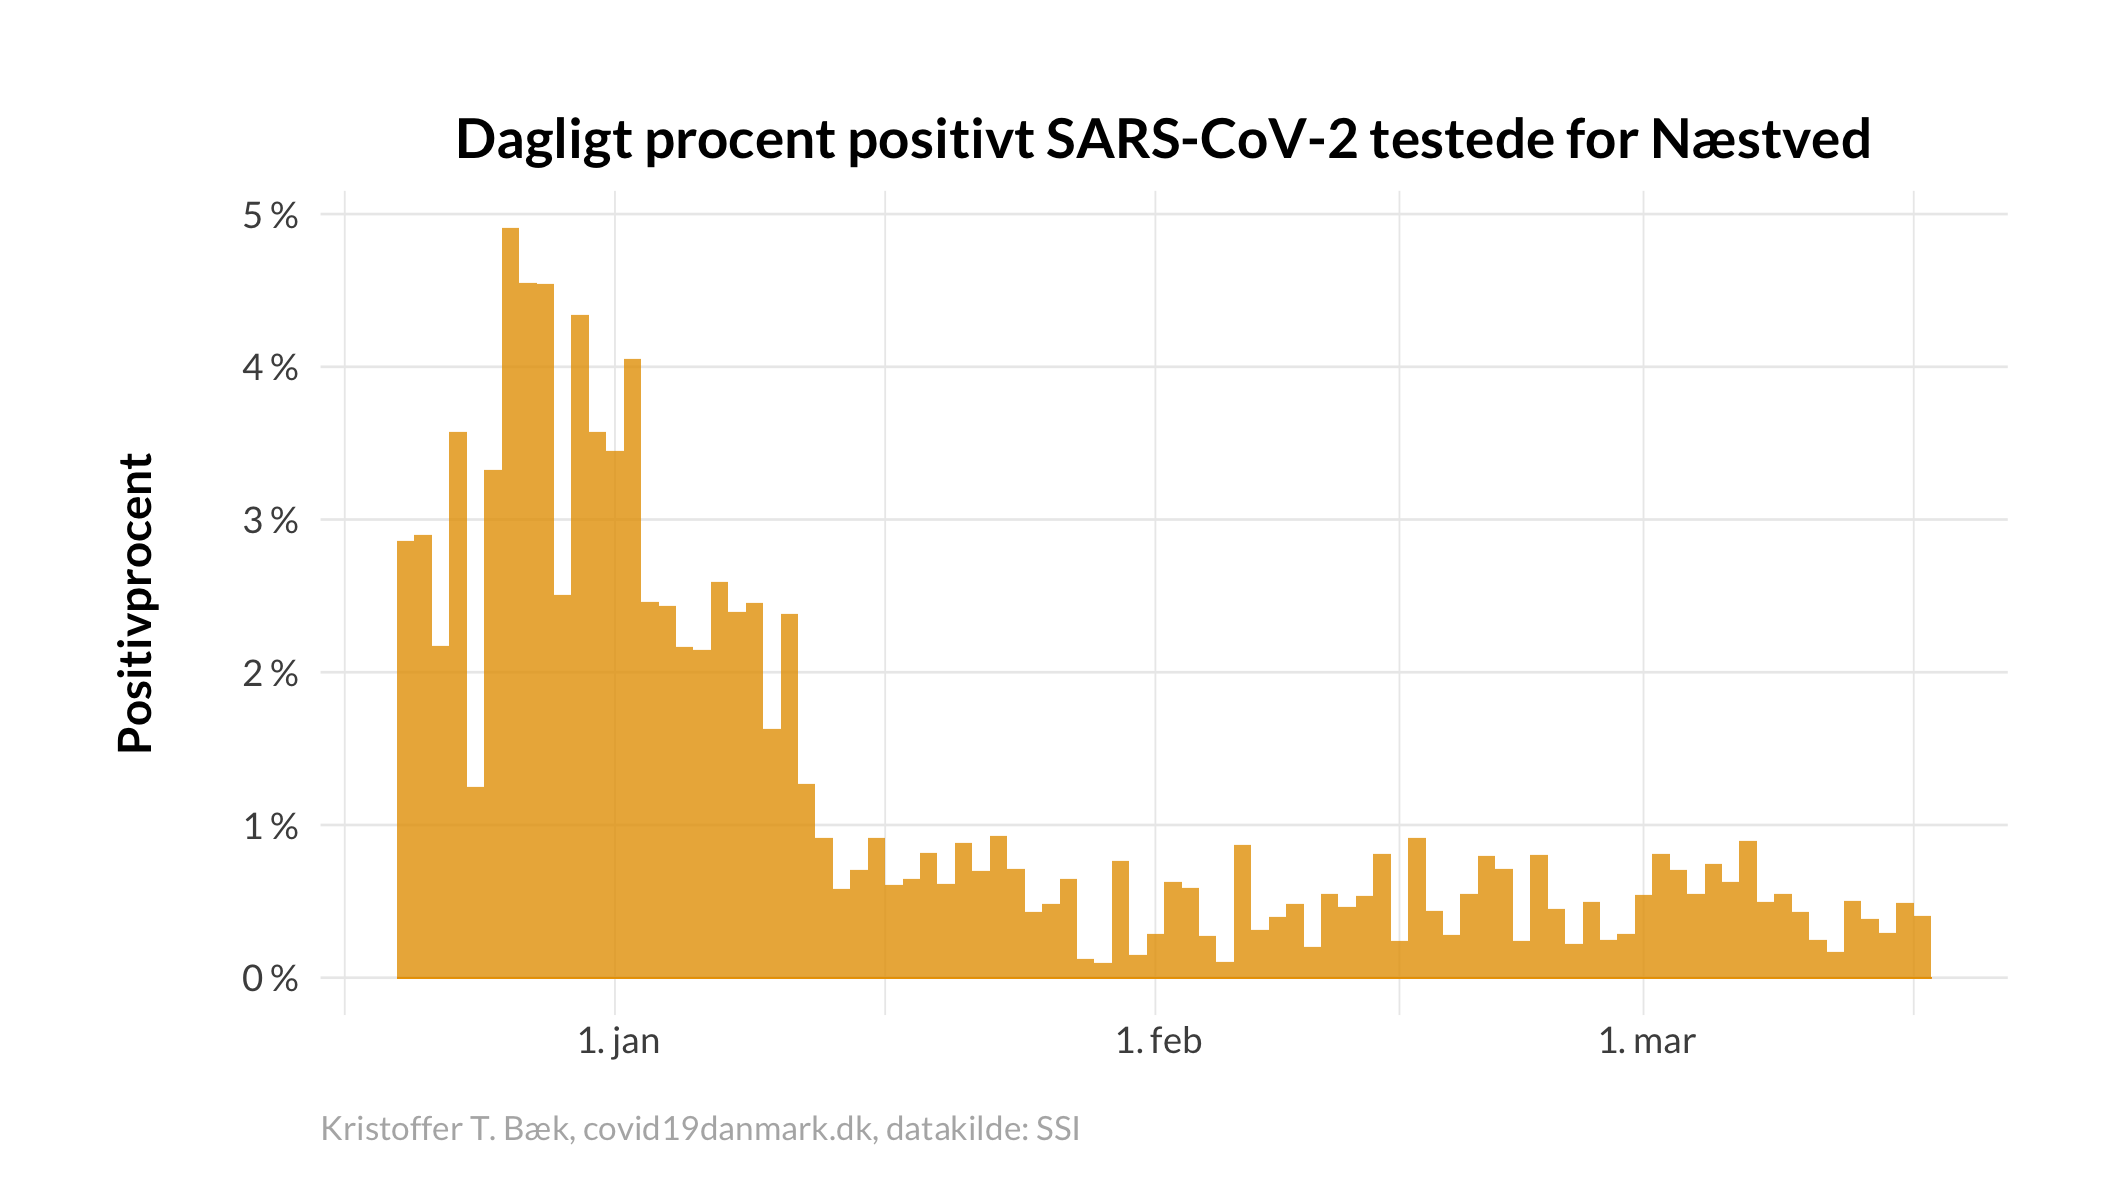 Dagligt procent positivt SARS-CoV-2 testede for Næstved
Positivprocent
5 %
4 %
3 %
2 %
1 %
0 %
1. jan
1. feb
1. mar
Kristoffer T. Bæk, covid19danmark.dk, datakilde: SSI